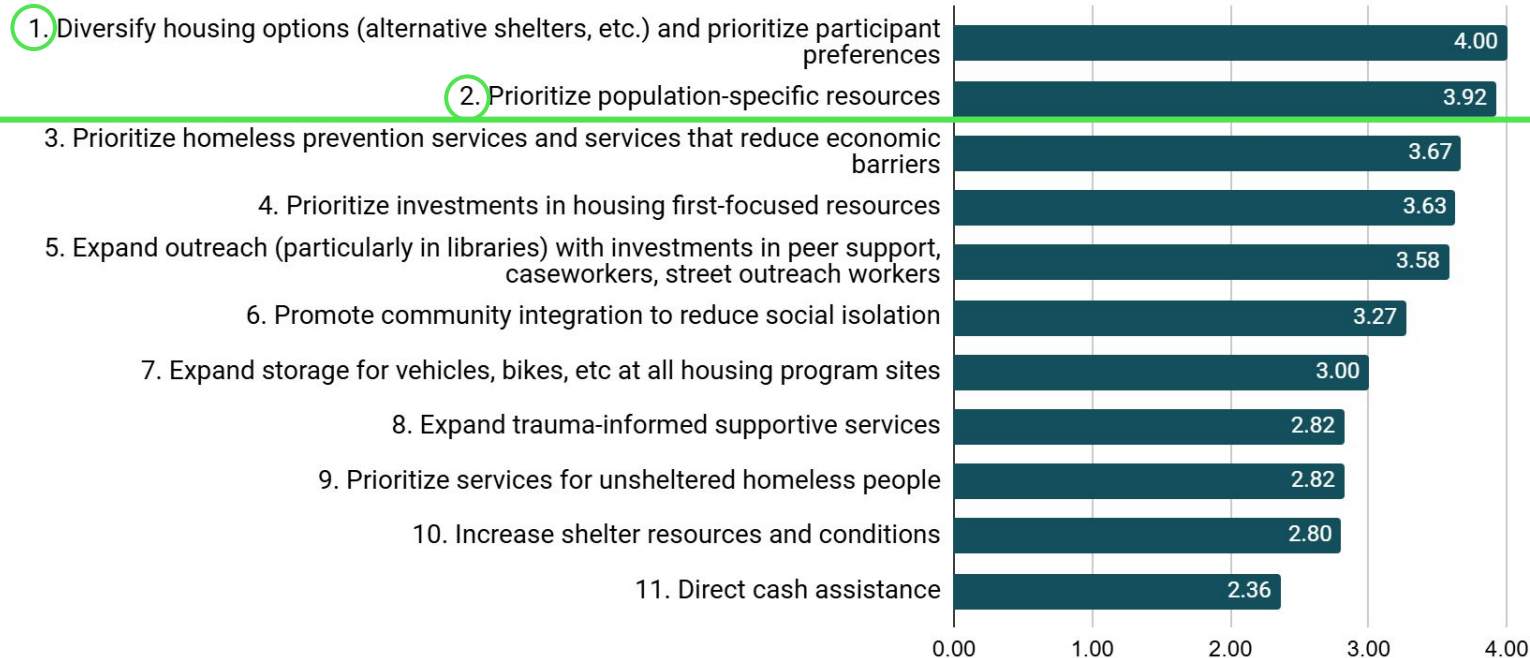 1. Diversify housing options (alternative shelters, etc.) and prioritize participant
preferences
4.00
2. Prioritize population-specific resources
3.92
3. Prioritize homeless prevention services and services that reduce economic
barriers
3.67
4. Prioritize investments in housing first-focused resources
3.63
5. Expand outreach (particularly in libraries) with investments in peer support,
caseworkers, street outreach workers
3.58
6. Promote community integration to reduce social isolation
3.27
7. Expand storage for vehicles, bikes, etc at all housing program sites
3.00
8. Expand trauma-informed supportive services
2.82
9. Prioritize services for unsheltered homeless people
2.82
10. Increase shelter resources and conditions
2.80
11. Direct cash assistance
2.36
0.00 1.00 2.00 3.00 4.00